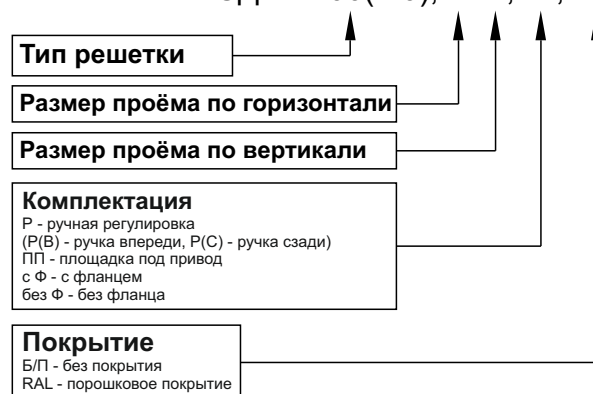 Тип решетки
Размер проёма по горизонтали
Размер проёма по вертикали
Комплектация
Р - ручная регулировка
(Р(В) - ручка впереди, Р(С) - ручка сзади)
ПП - площадка под привод
с Ф - с фланцем
без Ф - без фланца
Покрытие
Б/П - без покрытия
RAL - порошковое покрытие